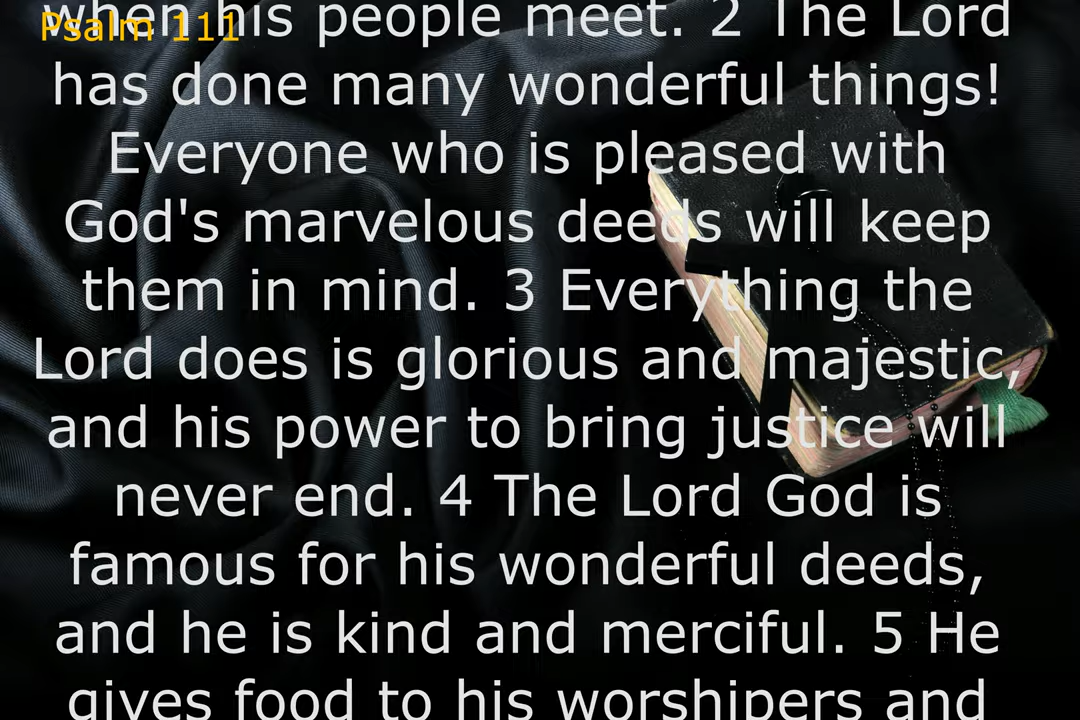 Psalm 111
when his people meet. 2 The Lord
has done many wonderful things!
Everyone who is pleased with
God's marvelous deeds will keep
them in mind. 3 Everything the
Lord does is glorious and majestic,
and his power to bring justice will
never end. 4 The Lord God is
famous for his wonderful deeds,
and he is kind and merciful. 5 He
gives food to his worshipers and